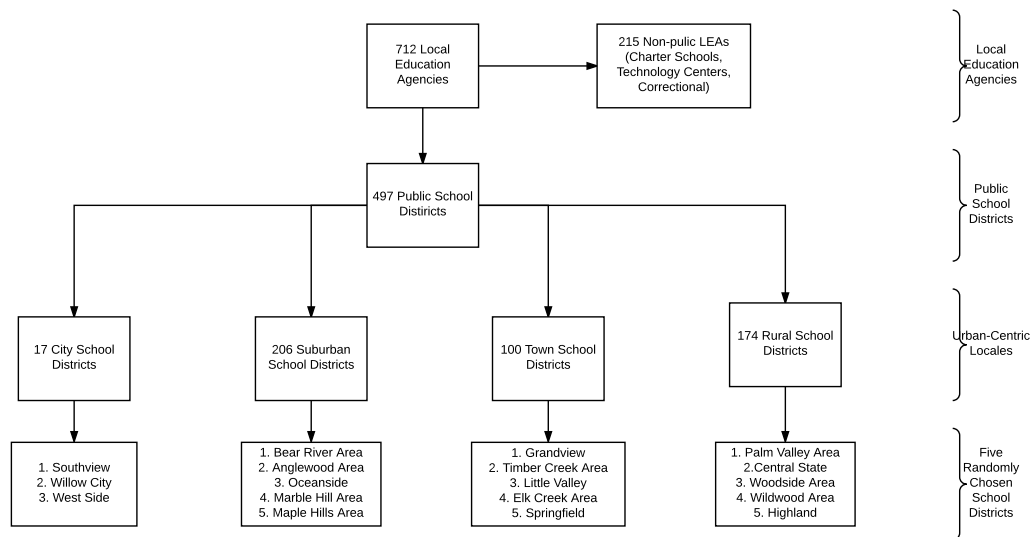 712 Local
Education
Agencies
215 Non-pulic LEAs
(Charter Schools,
Technology Centers,
Correctional)
Local
Education
Agencies
497 Public School
Distiricts
Public
School
Districts
17 City School
Districts
206 Suburban
School Districts
100 Town School
Districts
174 Rural School
Districts
Urban-Centric
Locales
1. Southview
2. Willow City
3. West Side
1. Bear River Area
2. Anglewood Area
3. Oceanside
4. Marble Hill Area
5. Maple Hills Area
1. Grandview
2. Timber Creek Area
3. Little Valley
4. Elk Creek Area
5. Springfield
1. Palm Valley Area
2.Central State
3. Woodside Area
4. Wildwood Area
5. Highland
Five
Randomly
Chosen
School
Districts